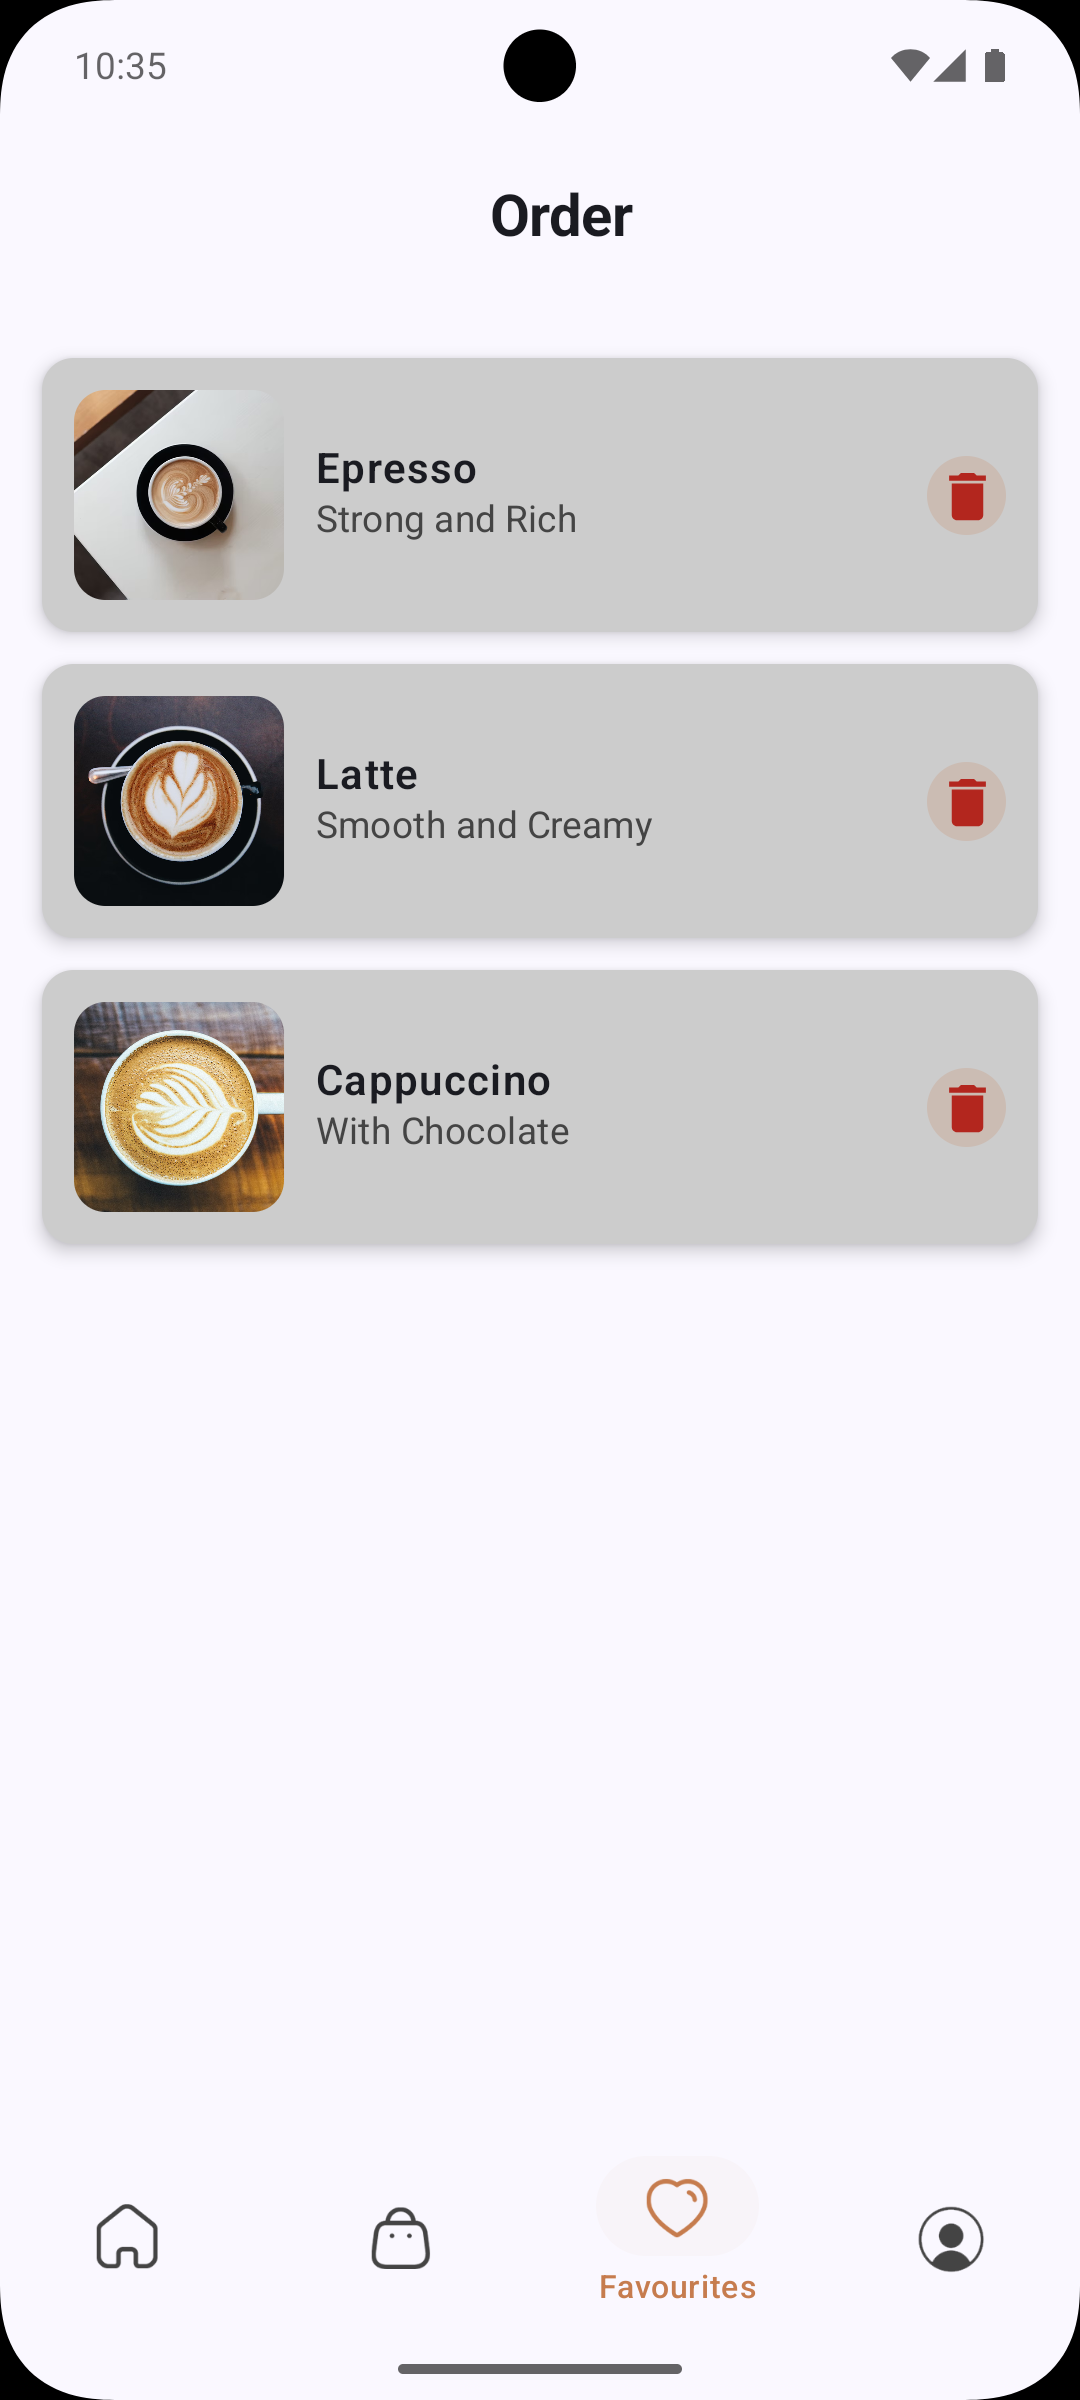 10:35
Order
Epresso
Strong and Rich
Latte
Smooth and Creamy
Cappuccino
With Chocolate
Favourites